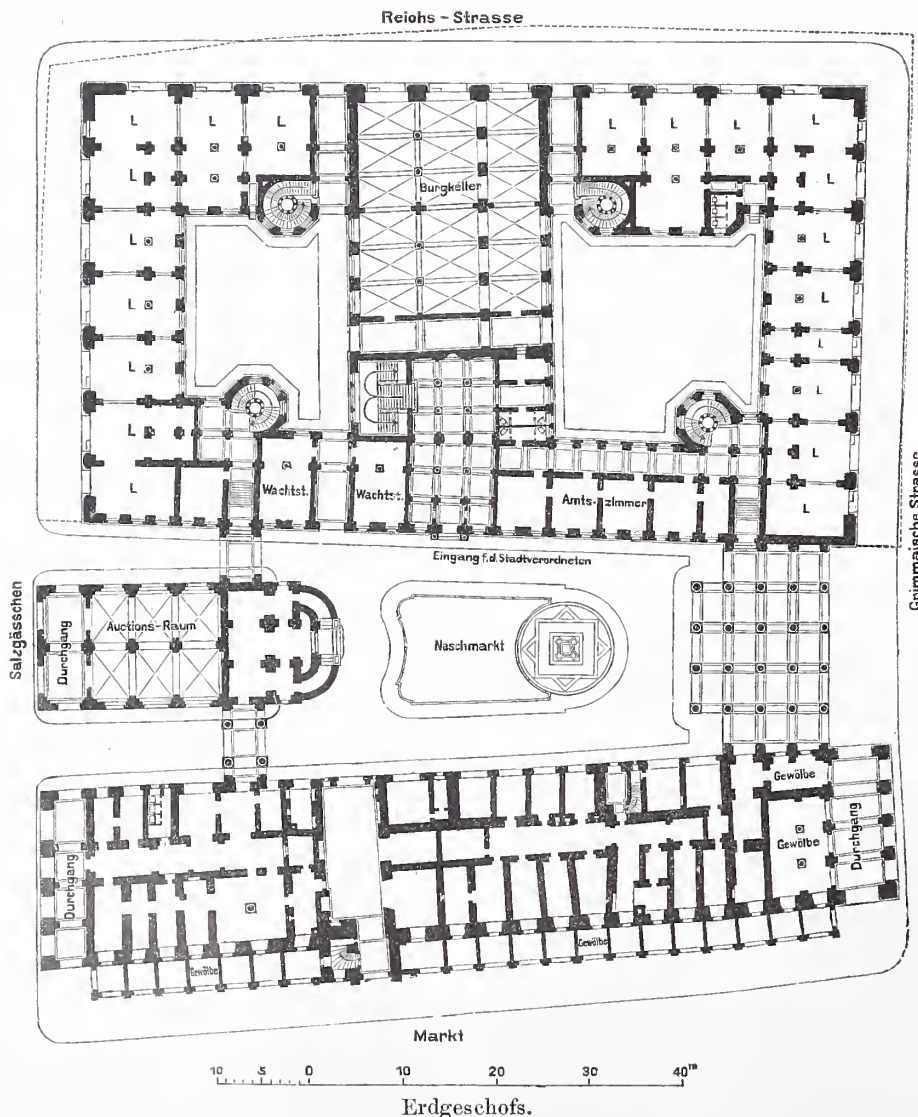 Reichs-Strasse
L L L L L L L
L L
Burgkeller
L L
L L
L L
L L
L L
L L
Wachtst. Wachtst. Amts-zimmer
Eingang f.d. Stadtverordneten
Grimmaische Strasse
Salzgässchen
Durchgang
Auctions-Raum
Naschmarkt
Gewölbe
Gewölbe
Durchgang
Durchgang
Gewölbe
Gewölbe
Markt
10 5 0 10 20 30 40m
Erdgeschofs.